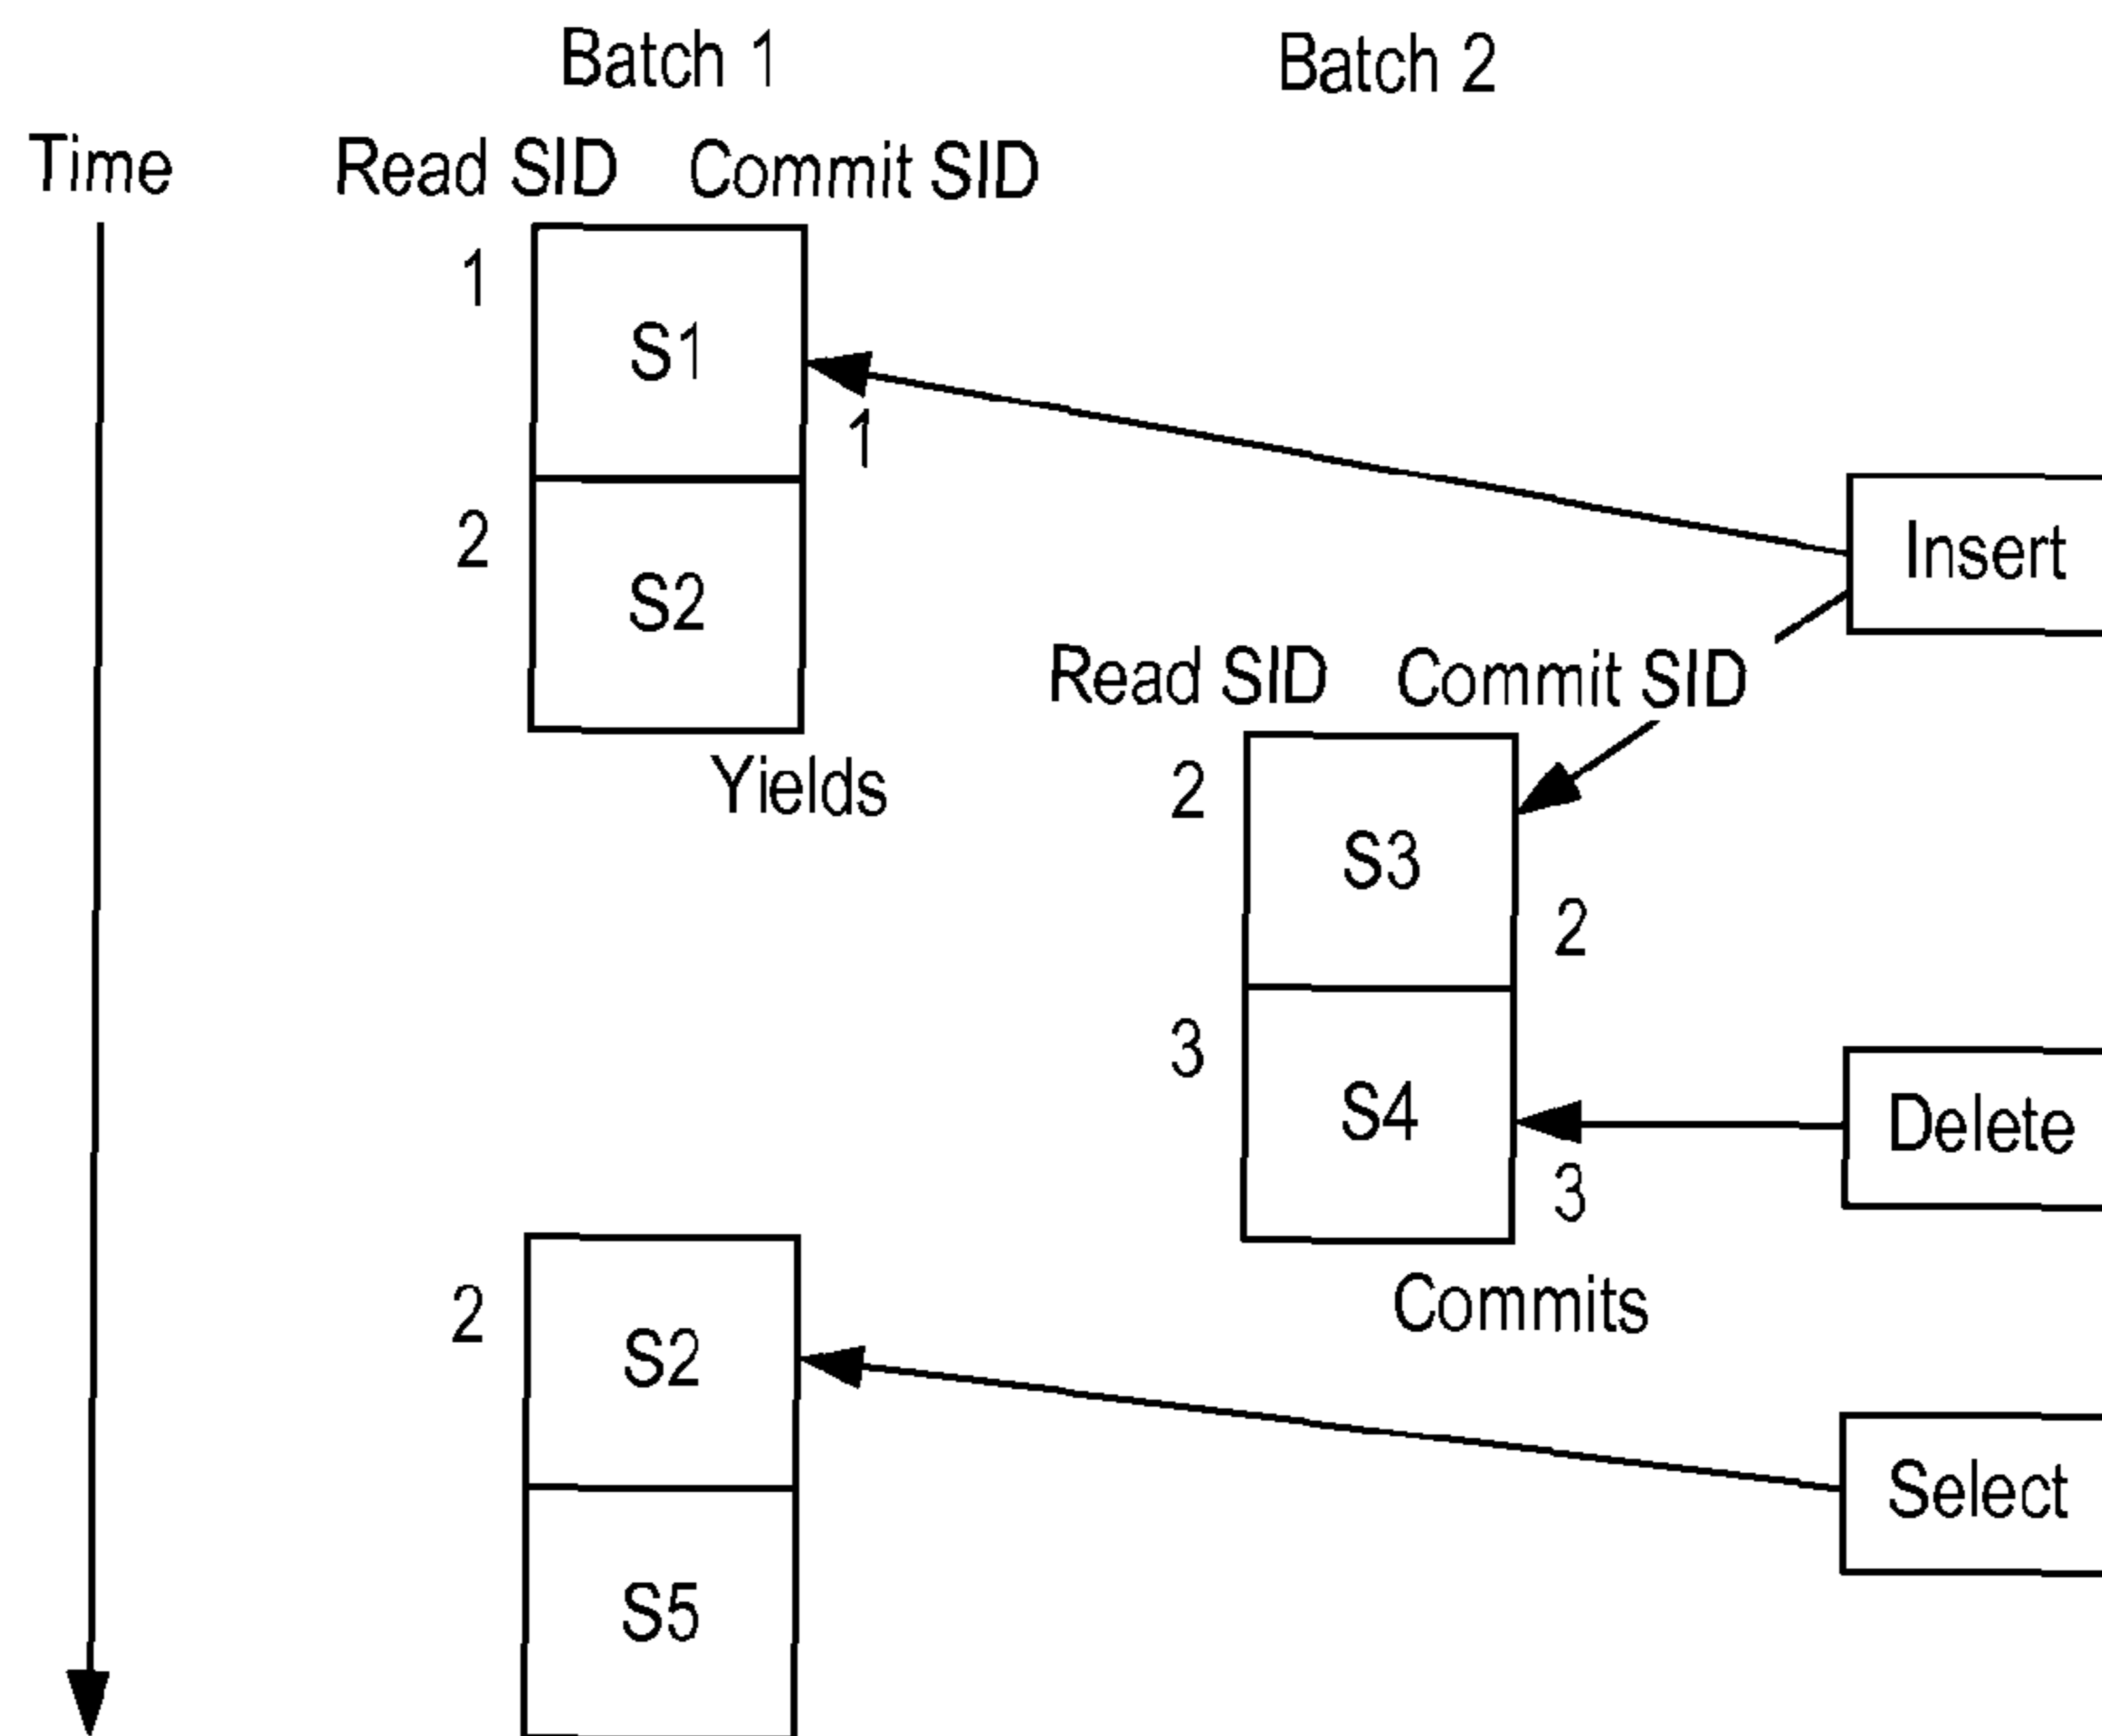 Batch 1 Batch 2
Time Read SID Commit SID
1
S1
1
2
Insert
S2
Read SID Commit SID
Yields
2
S3
2
3
S4
Delete
3
2
Commits
S2
Select
S5